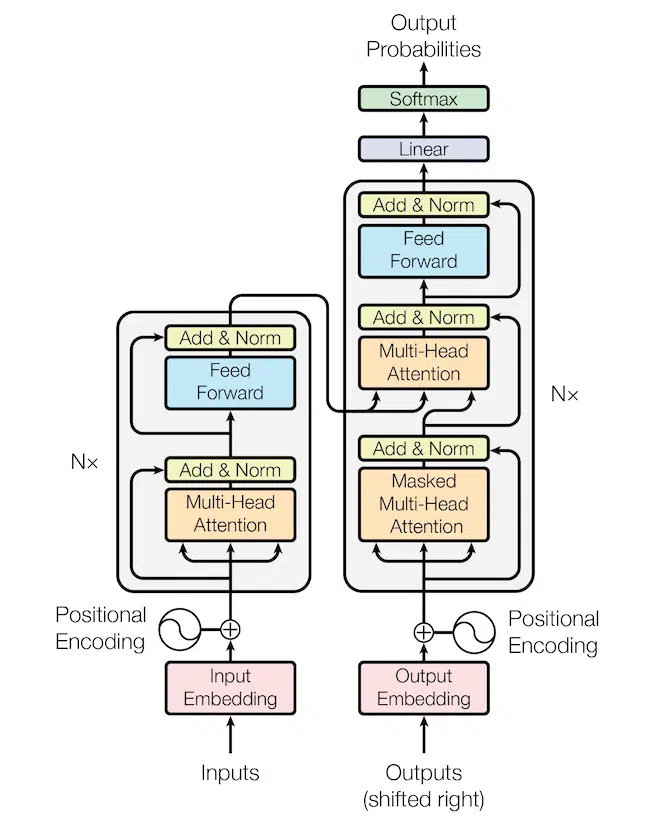 Output
Probabilities
Softmax
Linear
Add & Norm
Feed
Forward
Add & Norm
Multi-Head
Attention
Add & Norm
Masked
Multi-Head
Attention
N×
Add & Norm
Feed
Forward
Add & Norm
Multi-Head
Attention
N×
Positional
Encoding
Positional
Encoding
Input
Embedding
Output
Embedding
Inputs
Outputs
(shifted right)